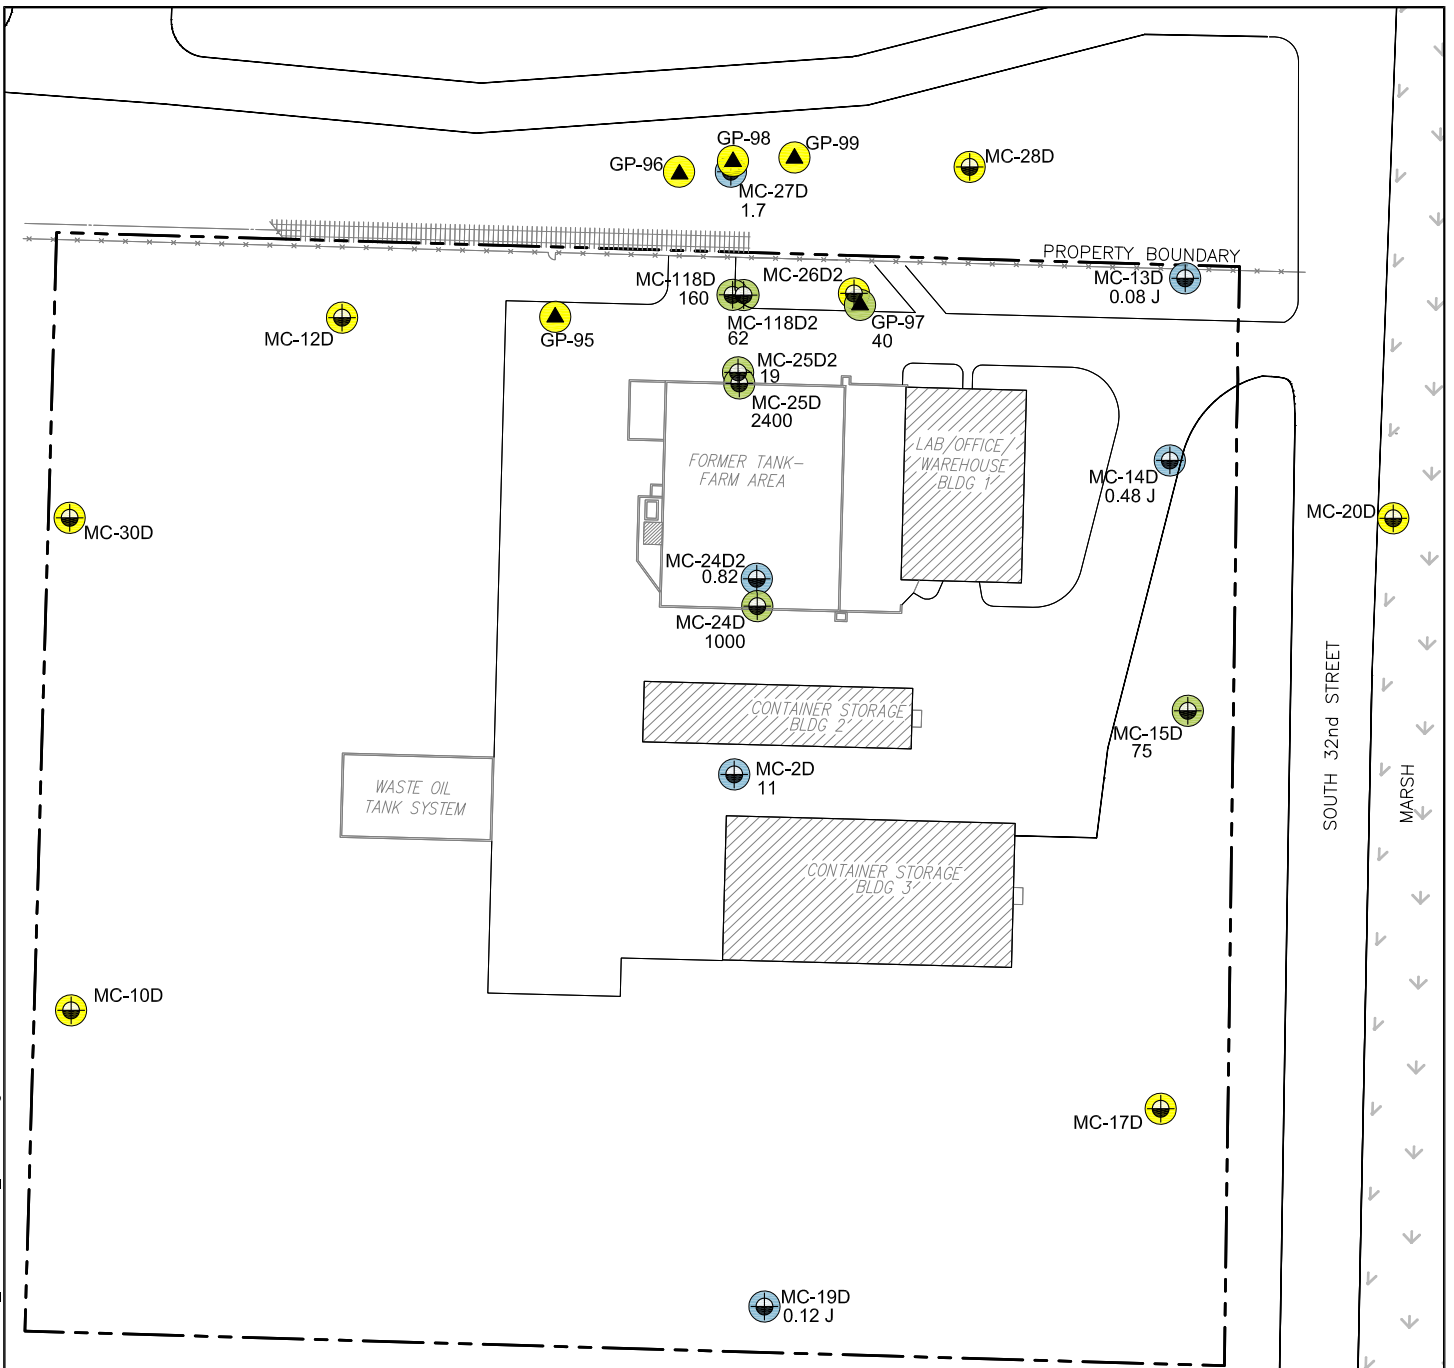 GP-98
GP-99
GP-96
MC-28D
MC-27D
1.7
PROPERTY BOUNDARY
MC-118D
160
MC-26D2
MC-13D
0.08 J
MC-12D
GP-95
MC-118D2
62
GP-97
40
MC-25D2
19
MC-25D
2400
FORMER TANK-
FARM AREA
LAB/OFFICE/
WAREHOUSE
BLDG 1
MC-14D
0.48 J
MC-20D
MC-30D
MC-24D2
0.82
MC-24D
1000
CONTAINER STORAGE
BLDG 2
MC-15D
75
SOUTH 32nd STREET
MARSH
WASTE OIL
TANK SYSTEM
MC-2D
11
CONTAINER STORAGE
BLDG 3
MC-10D
MC-17D
MC-19D
0.12 J